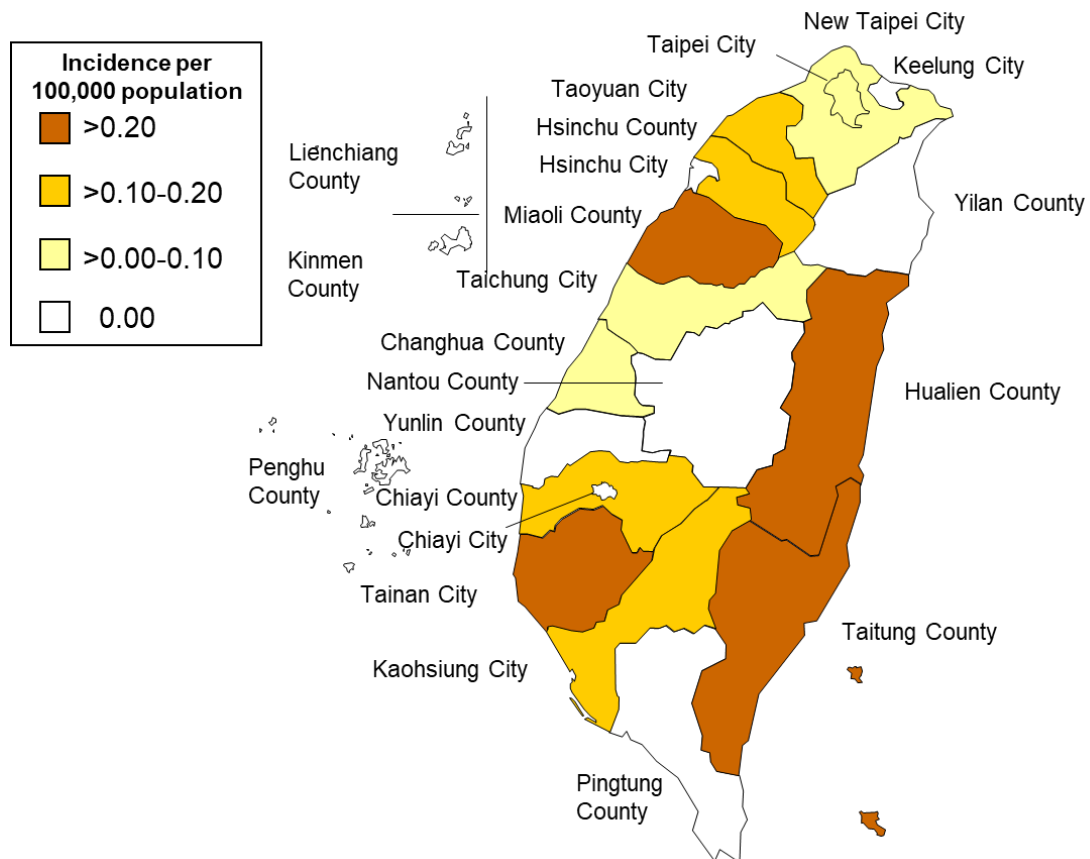 Incidence per
100,000 population
>0.20
>0.10-0.20
>0.00-0.10
0.00
New Taipei City
Taipei City
Keelung City
Taoyuan City
Hsinchu County
Hsinchu City
Lienchiang
County
Miaoli County
Yilan County
Kinmen
County
Taichung City
Changhua County
Nantou County
Hualien County
Yunlin County
Penghu
County
Chiayi County
Chiayi City
Tainan City
Taitung County
Kaohsiung City
Pingtung
County